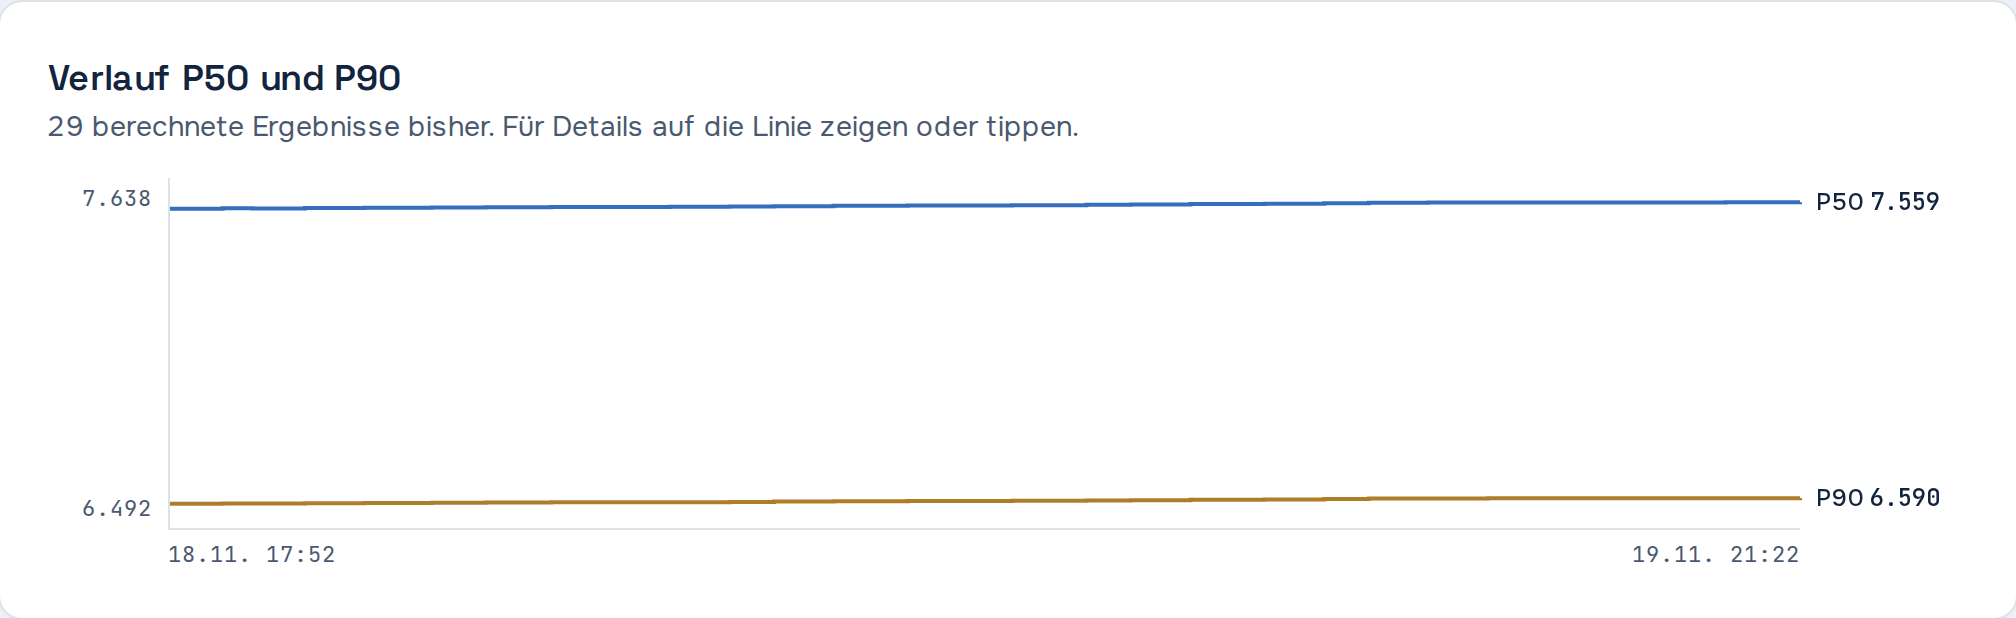 Verlauf P50 und P90
29 berechnete Ergebnisse bisher. Für Details auf die Linie zeigen oder tippen.
7.638
P50 7.559
6.492
P90 6.590
18.11. 17:52
19.11. 21:22